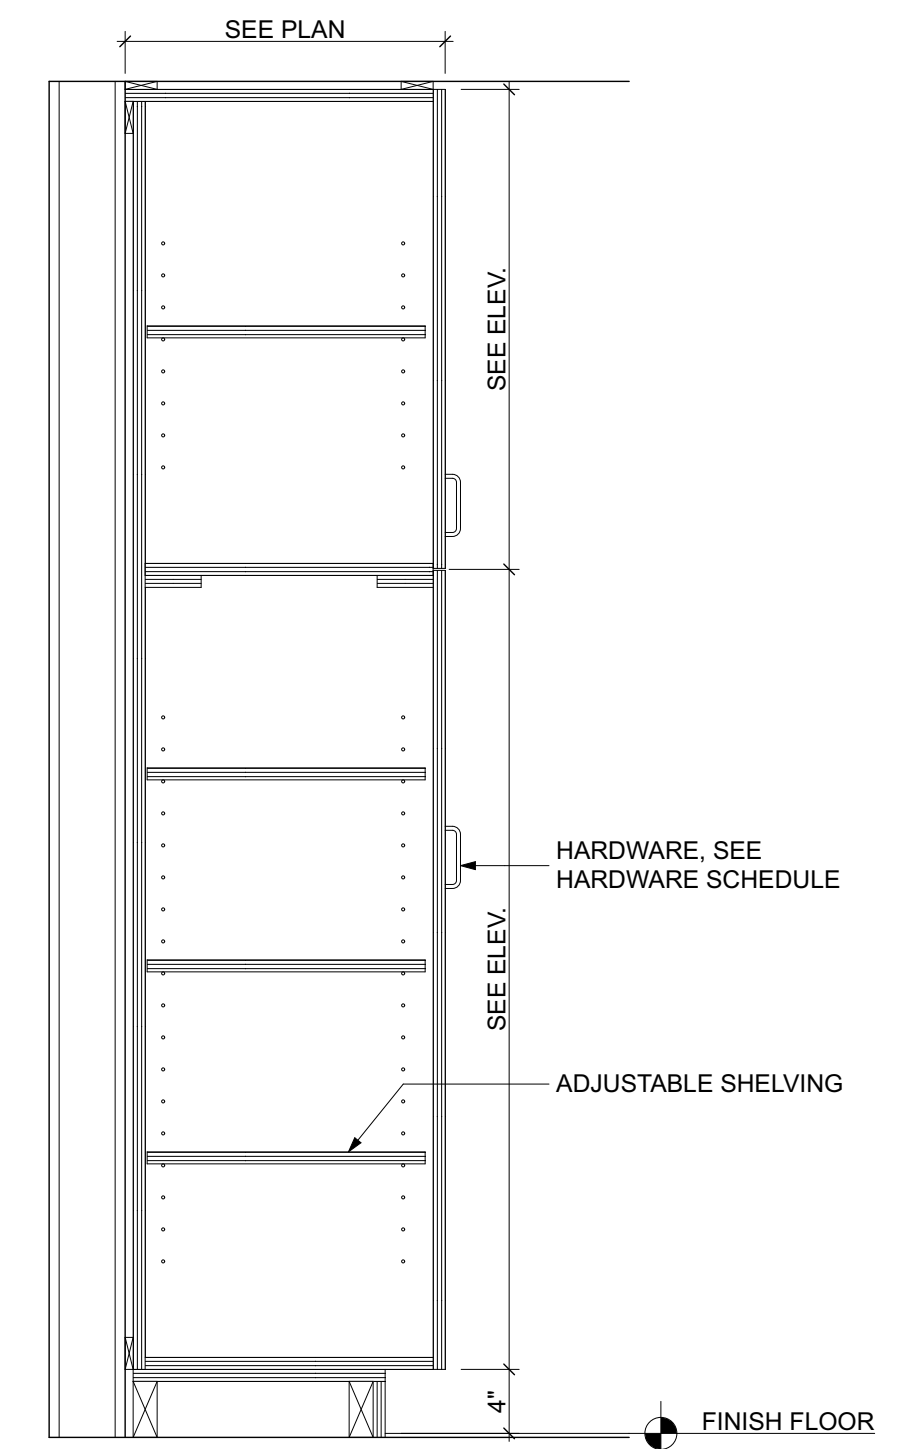 SEE PLAN
SEE ELEV.
HARDWARE, SEE
HARDWARE SCHEDULE
SEE ELEV.
ADJUSTABLE SHELVING
4"
FINISH FLOOR